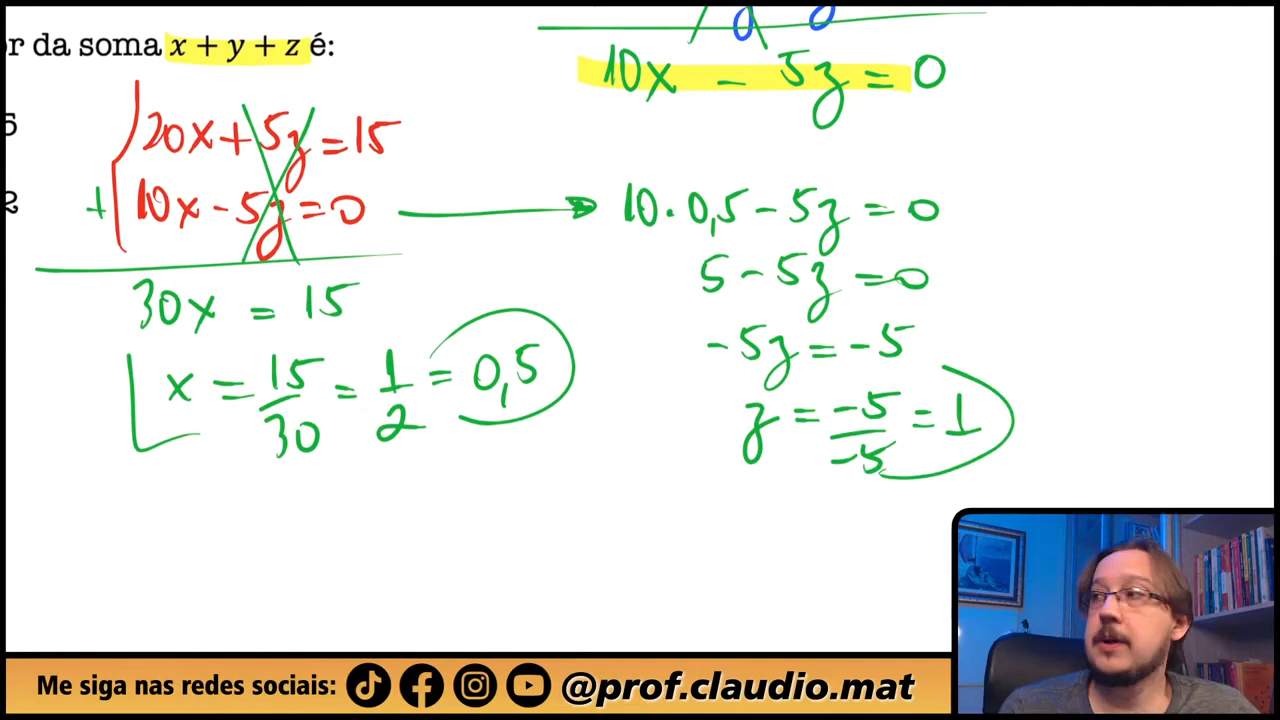 r da soma x + y + z é:
10x - 5z = 0
5
2
20x + 5z = 15
+ 10x - 5z = 0
30x = 15
x = 15/30 = 1/2 = 0,5
10 · 0,5 - 5z = 0
5 - 5z = 0
-5z = -5
z = -5/-5 = 1
Me siga nas redes sociais: @prof.claudio.mat